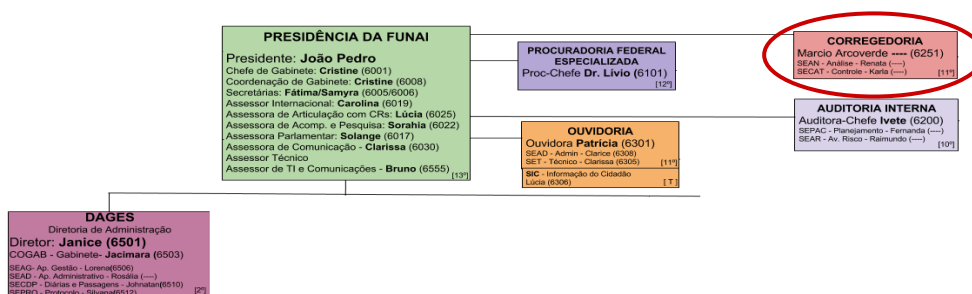 PRESIDÊNCIA DA FUNAI
Presidente: João Pedro
Chefe de Gabinete: Cristine (6001)
Coordenação de Gabinete: Cristine (6008)
Secretárias: Fátima/Samyra (6005/6006)
Assessor Internacional: Carolina (6019)
Assessora de Articulação com CRs: Lúcia (6025)
Assessora de Acomp. e Pesquisa: Sorahia (6022)
Assessora Parlamentar: Solange (6017)
Assessora de Comunicação - Clarissa (6030)
Assessor Técnico
Assessor de TI e Comunicações - Bruno (6555)
[13º]
PROCURADORIA FEDERAL
ESPECIALIZADA
Proc-Chefe Dr. Lívio (6101)
[12º]
CORREGEDORIA
Marcio Arcoverde ---- (6251)
SEAN - Análise - Renata (----)
SECAT - Controle - Karla (----)
[11º]
AUDITORIA INTERNA
Auditora-Chefe Ivete (6200)
SEPAC - Planejamento - Fernanda (----)
SEAR - Av. Risco - Raimundo (----)
[10º]
OUVIDORIA
Ouvidora Patrícia (6301)
SEAD - Admin - Clarice (6308)
SET - Técnico - Clarissa (6305)
[11º]
SIC - Informação do Cidadão
Lúcia (6306)
[ T ]
DAGES
Diretoria de Administração
Diretor: Janice (6501)
COGAB - Gabinete- Jacimara (6503)
SEAG- Ap. Gestão - Lorena(6506)
SEAD - Ap. Administrativo - Rosália (----)
SECDP - Diárias e Passagens - Johnatan(6510)
SEPRO - Protocolo - Silvana(6512)
[2º]